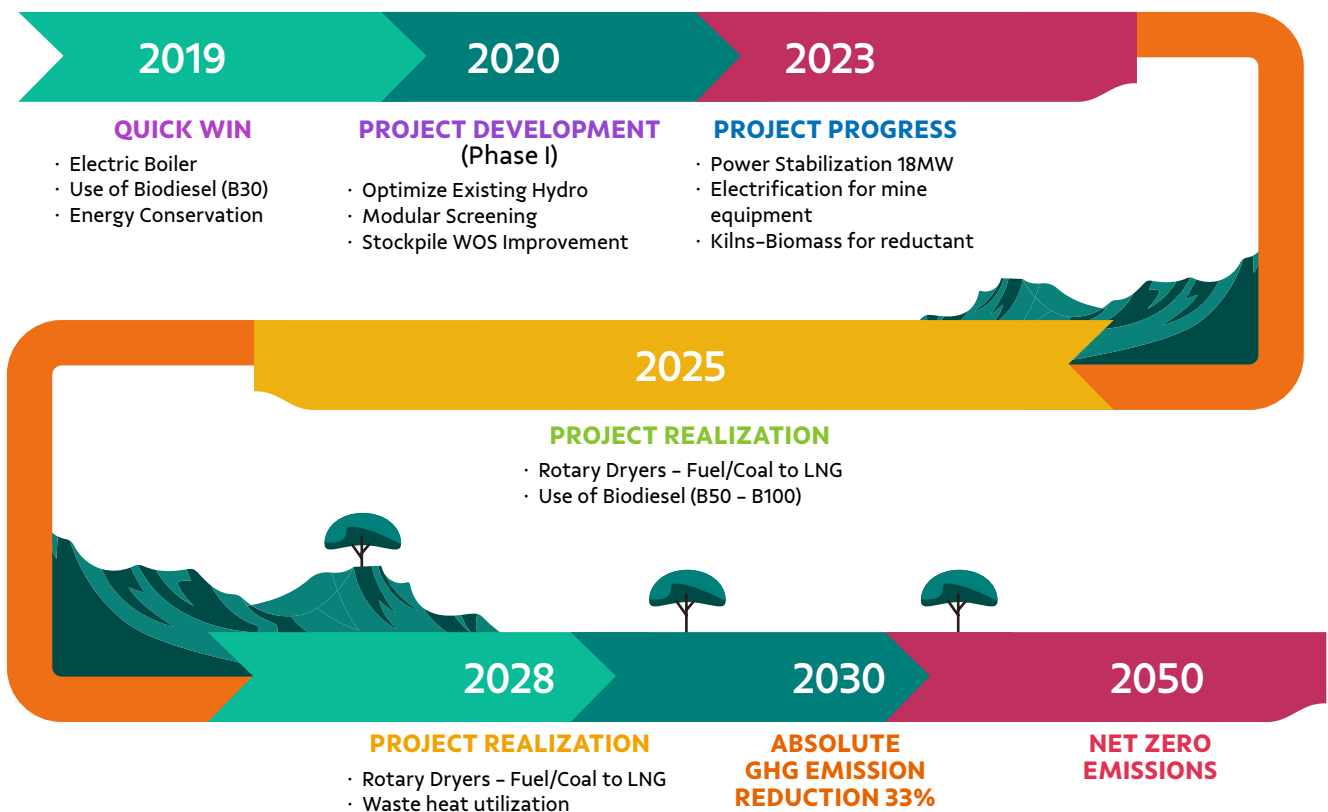 2019
QUICK WIN
· Electric Boiler
· Use of Biodiesel (B30)
· Energy Conservation
2020
PROJECT DEVELOPMENT
(Phase I)
· Optimize Existing Hydro
· Modular Screening
· Stockpile WOS Improvement
2023
PROJECT PROGRESS
· Power Stabilization 18MW
· Electrification for mine
equipment
· Kilns–Biomass for reductant
2025
PROJECT REALIZATION
· Rotary Dryers – Fuel/Coal to LNG
· Use of Biodiesel (B50 – B100)
2028
PROJECT REALIZATION
· Rotary Dryers – Fuel/Coal to LNG
· Waste heat utilization
2030
ABSOLUTE
GHG EMISSION
REDUCTION 33%
2050
NET ZERO
EMISSIONS